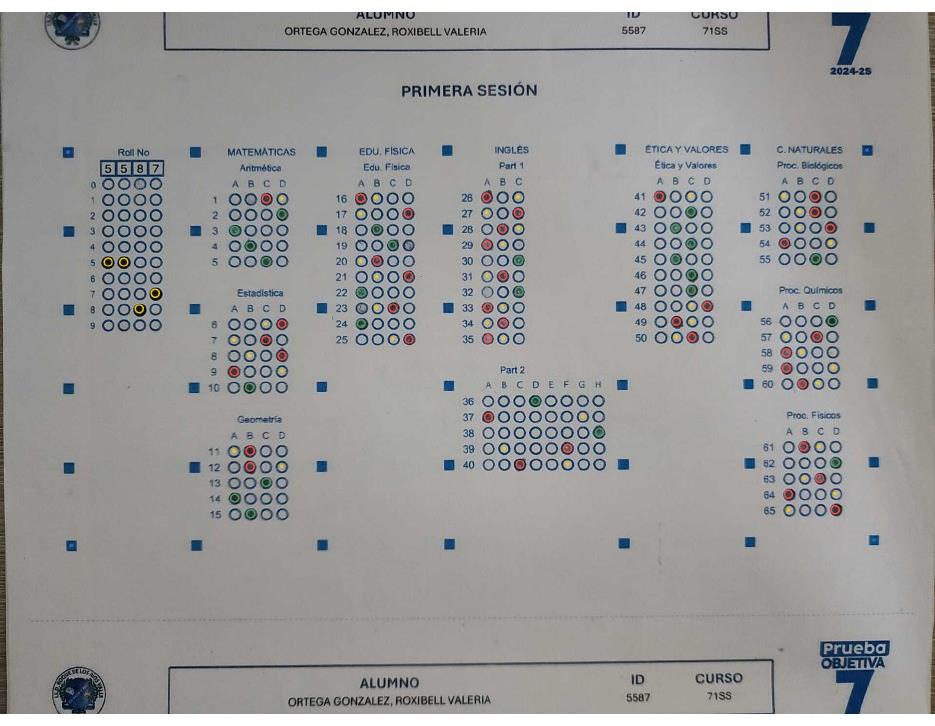 ALUMNO ID CURSO
ORTEGA GONZALEZ, ROXIBELL VALERIA 5587 71SS
7
2024-2S
PRIMERA SESIÓN
Roll No
5 5 8 7
0
1
2
3
4
5
6
7
8
9
MATEMÁTICAS
Aritmética
A B C D
1
2
3
4
5
Estadística
A B C D
6
7
8
9
10
Geometría
A B C D
11
12
13
14
15
EDU. FÍSICA
Edu. Física
A B C D
16
17
18
19
20
21
22
23
24
25
INGLÉS
Part 1
A B C
26
27
28
29
30
31
32
33
34
35
Part 2
A B C D E F G H
36
37
38
39
40
ÉTICA Y VALORES
Ética y Valores
A B C D
41
42
43
44
45
46
47
48
49
50
C. NATURALES
Proc. Biológicos
A B C D
51
52
53
54
55
Proc. Químicos
A B C D
56
57
58
59
60
Proc. Físicos
A B C D
61
62
63
64
65
Prueba
OBJETIVA
7
ALUMNO ID CURSO
ORTEGA GONZALEZ, ROXIBELL VALERIA 5587 71SS